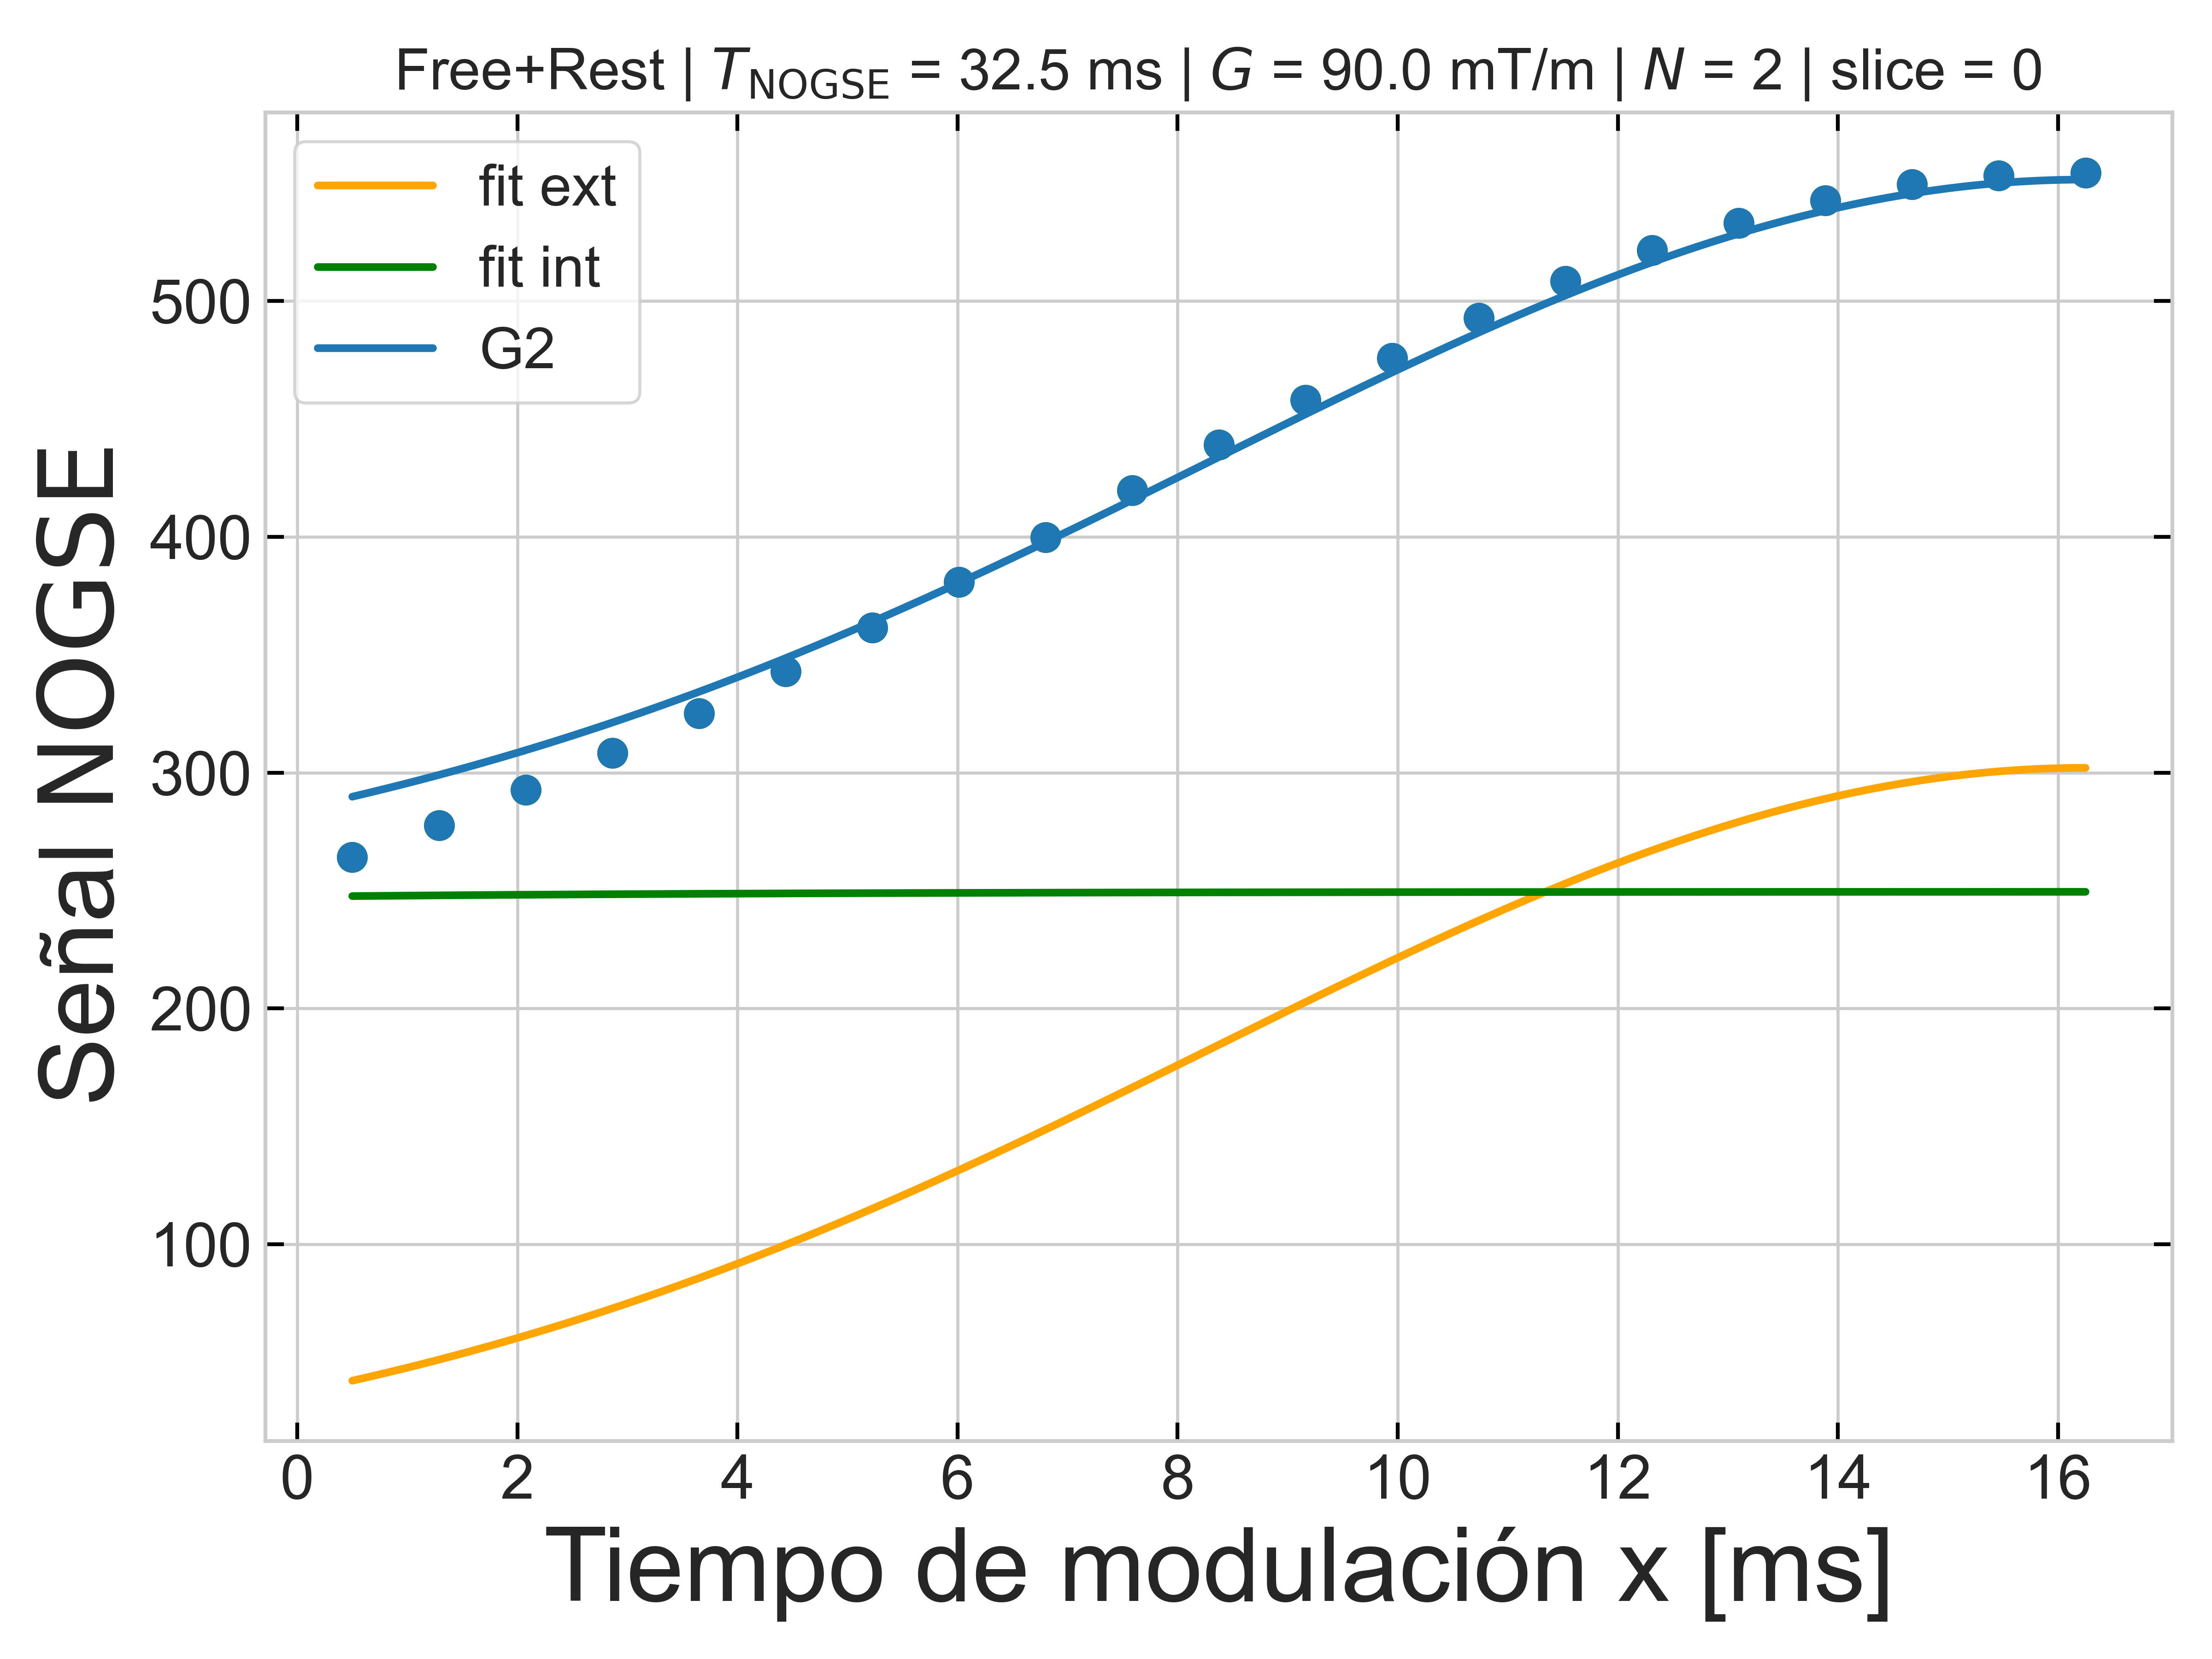 Free+Rest | T_NOGSE = 32.5 ms | G = 90.0 mT/m | N = 2 | slice = 0
fit ext
fit int
G2
Señal NOGSE
500
400
300
200
100
0 2 4 6 8 10 12 14 16
Tiempo de modulación x [ms]